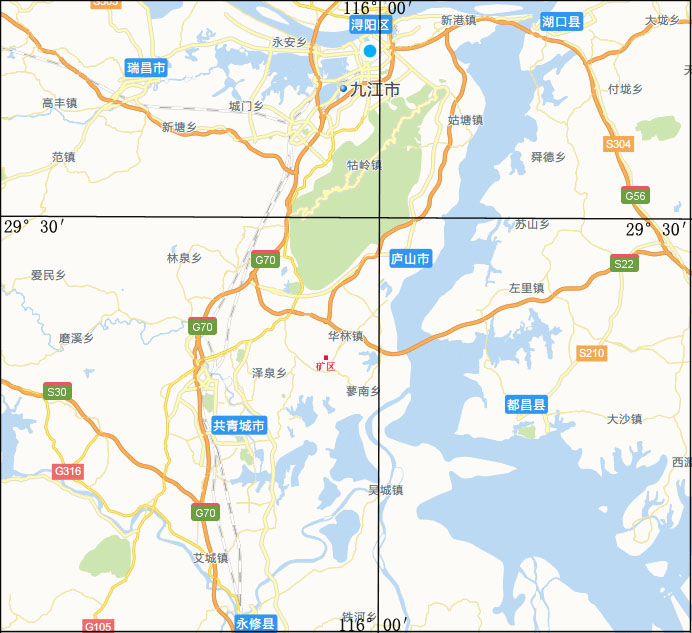 G303
116° 00′
浔阳区
新港镇
湖口县
大垅乡
永安乡
瑞昌市
九江市
付垅乡
高丰镇
城门乡
姑塘镇
新塘乡
S304
范镇
牯岭镇
舜德乡
G56
29° 30′
苏山乡
29° 30′
林泉乡
G70
庐山市
S22
爱民乡
左里镇
G70
磨溪乡
华林镇
S210
矿区
泽泉乡
S30
蓼南乡
都昌县
共青城市
大沙镇
G316
吴城镇
G70
艾城镇
永修县
铁河乡
G105
116° 00′